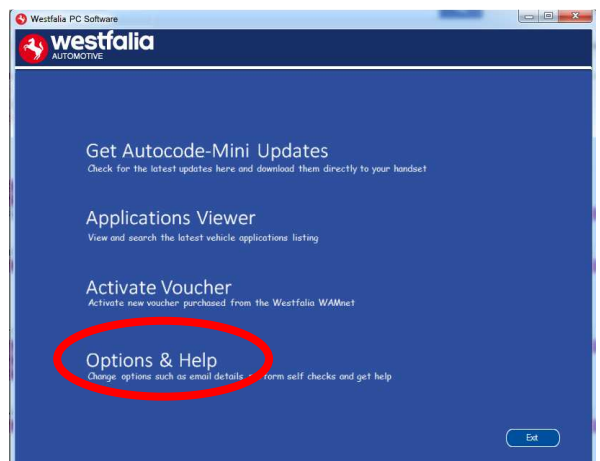 Westfalia PC Software
westfalia
AUTOMOTIVE
Get Autocode-Mini Updates
Check for the latest updates here and download them directly to your handset
Applications Viewer
View and search the latest vehicle applications listing
Activate Voucher
Activate new voucher purchased from the Westfalia WAMnet
Options & Help
Change options such as email details form self checks and get help
Exit